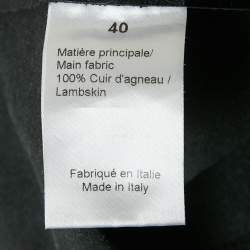 40
Matière principale/
Main fabric
100% Cuir d'agneau /
Lambskin
Fabriqué en Italie
Made in Italy